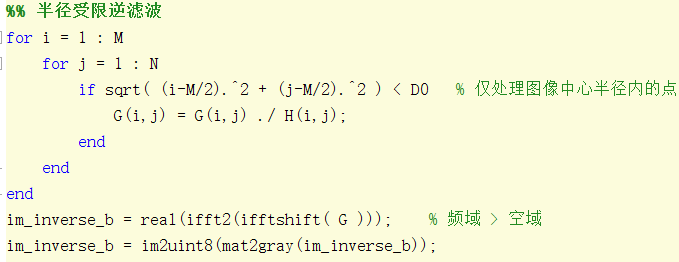 %% 半径受限逆滤波
for i = 1 : M
    for j = 1 : N
        if sqrt( (i-M/2).^2 + (j-M/2).^2 ) < D0   % 仅处理图像中心半径内的点
            G(i,j) = G(i,j) ./ H(i,j);
        end
    end
end
im_inverse_b = real(ifft2(ifftshift( G )));    % 频域 > 空域
im_inverse_b = im2uint8(mat2gray(im_inverse_b));